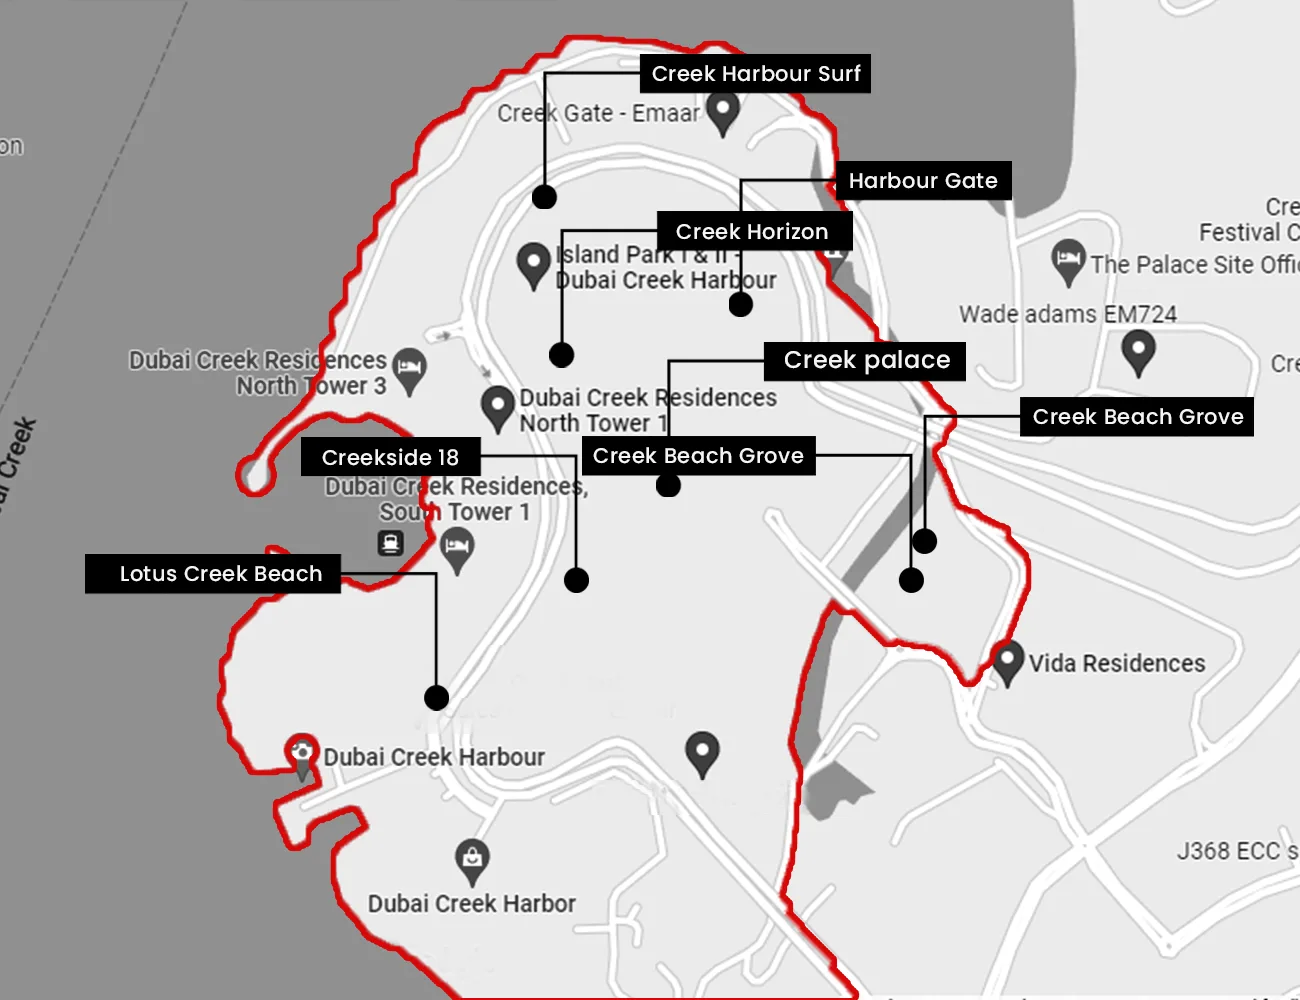 Creek Harbour Surf
Creek Gate - Emaar
on
Harbour Gate
Cre
Festival C
Creek Horizon
Island Park I & II -
Dubai Creek Harbour
The Palace Site Offic
Wade adams EM724
Dubai Creek Residences
North Tower 3
Creek palace
Cre
Dubai Creek Residences
North Tower 1
Creek Beach Grove
Creekside 18
Creek Beach Grove
Creek
Dubai Creek Residences,
South Tower 1
Lotus Creek Beach
Vida Residences
Dubai Creek Harbour
J368 ECC s
Dubai Creek Harbor